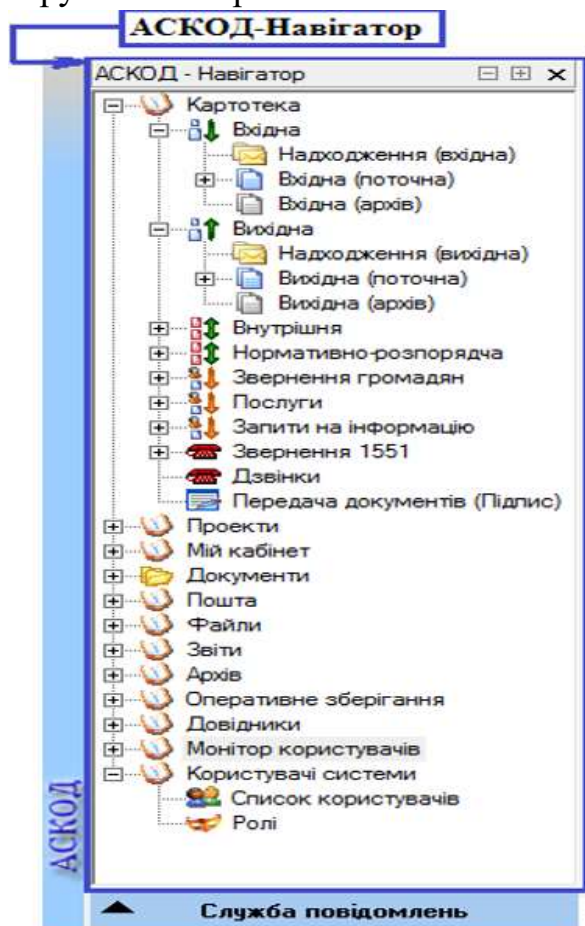 АСКОД-Навігатор
АСКОД - Навігатор
Картотека
Вхідна
Надходження (вхідна)
Вхідна (поточна)
Вхідна (архів)
Вихідна
Надходження (вихідна)
Вихідна (поточна)
Вихідна (архів)
Внутрішня
Нормативно-розпорядча
Звернення громадян
Послуги
Запити на інформацію
Звернення 1551
Дзвінки
Передача документів (Підпис)
Проекти
Мій кабінет
Документи
Пошта
Файли
Звіти
Архів
Оперативне зберігання
Довідники
Монітор користувачів
Користувачі системи
Список користувачів
Ролі
АСКОД
Служба повідомлень